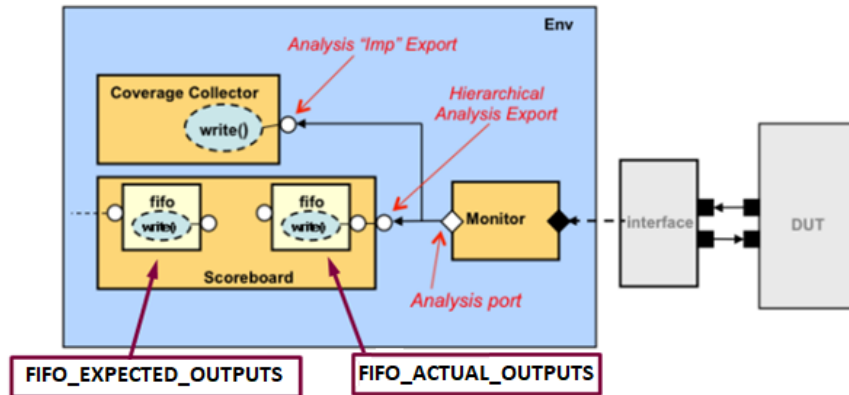 Env
Analysis “Imp” Export
Coverage Collector
write()
Hierarchical
Analysis Export
fifo
write()
fifo
write()
Scoreboard
Monitor
Analysis port
interface
DUT
FIFO_EXPECTED_OUTPUTS
FIFO_ACTUAL_OUTPUTS